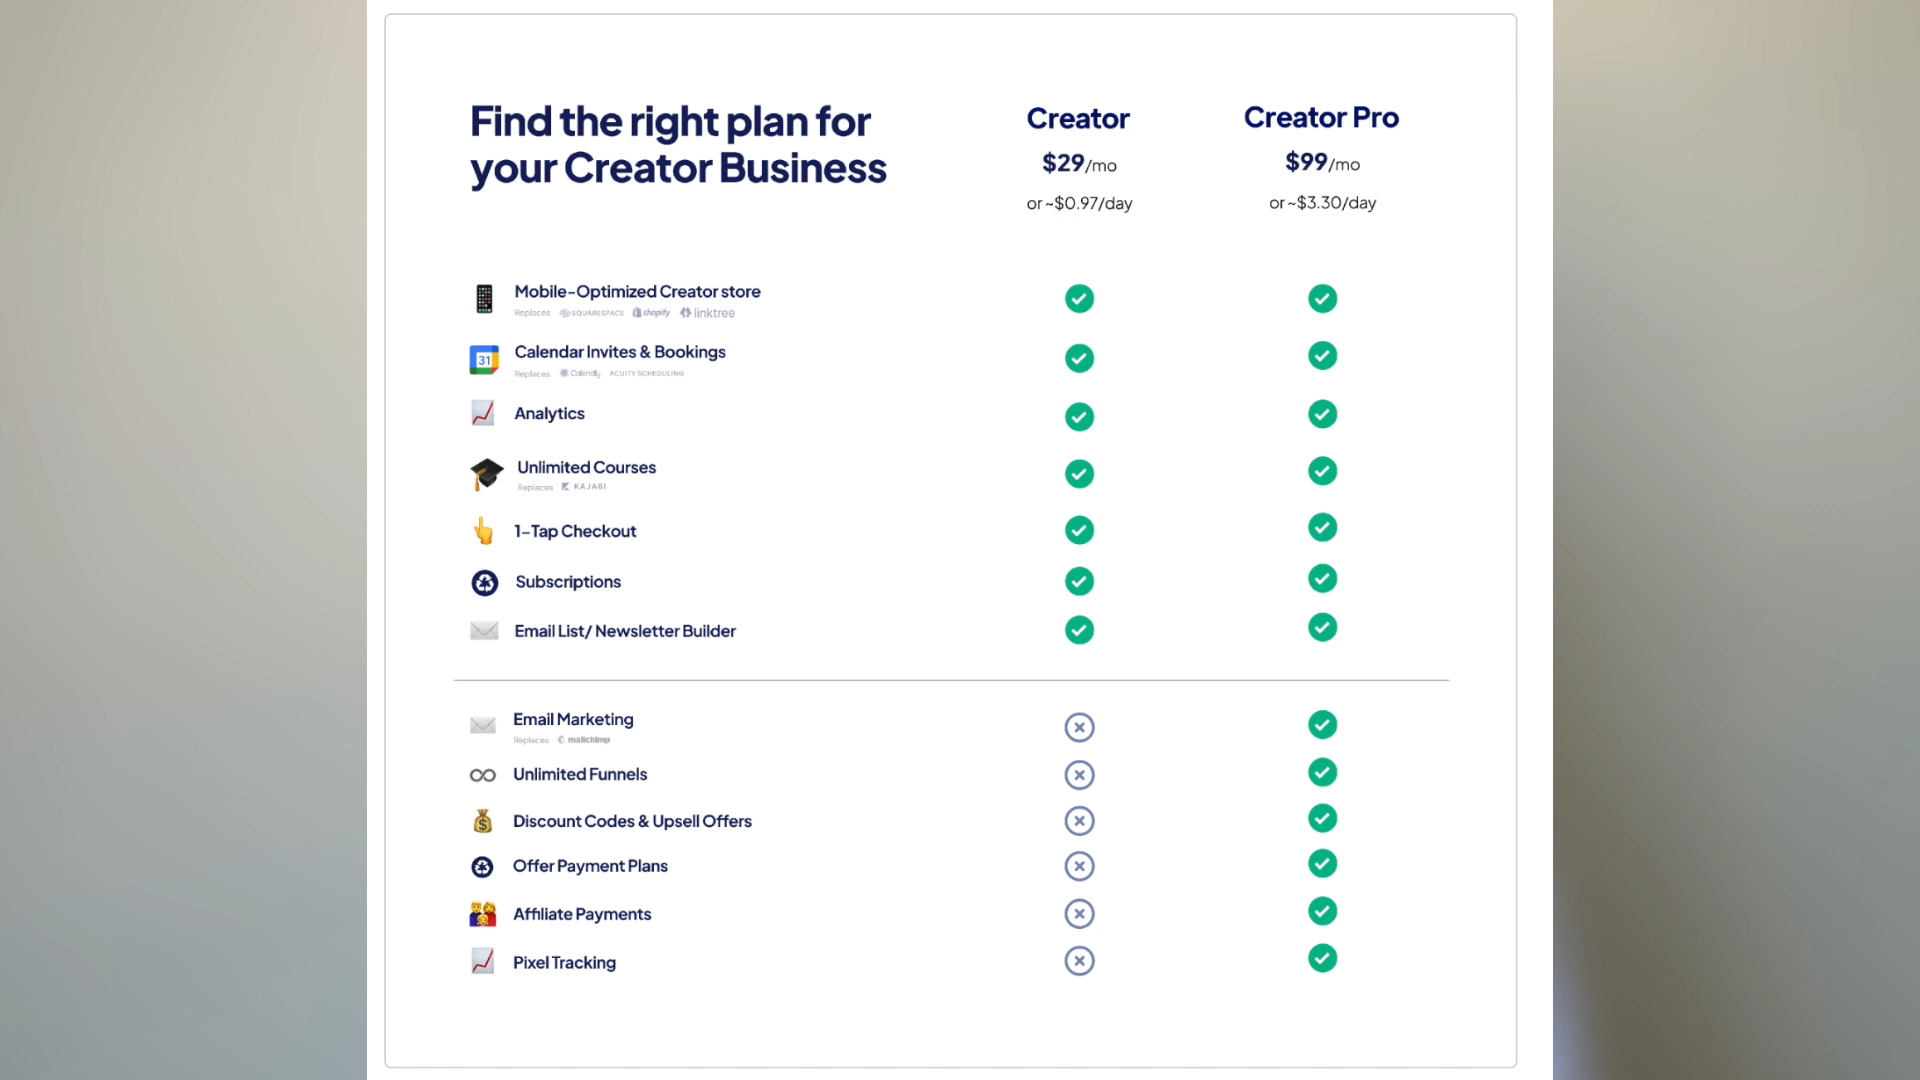 Find the right plan for
your Creator Business
Creator
$29/mo
or ~$0.97/day
Creator Pro
$99/mo
or ~$3.30/day
Mobile-Optimized Creator store
Replaces SQUARESPACE shopify linktree
Calendar Invites & Bookings
31
Replaces Calendly ACUITY SCHEDULING
Analytics
Unlimited Courses
Replaces KAJABI
1-Tap Checkout
Subscriptions
Email List/ Newsletter Builder
Email Marketing
Replaces mailchimp
Unlimited Funnels
Discount Codes & Upsell Offers
$
Offer Payment Plans
Affiliate Payments
Pixel Tracking